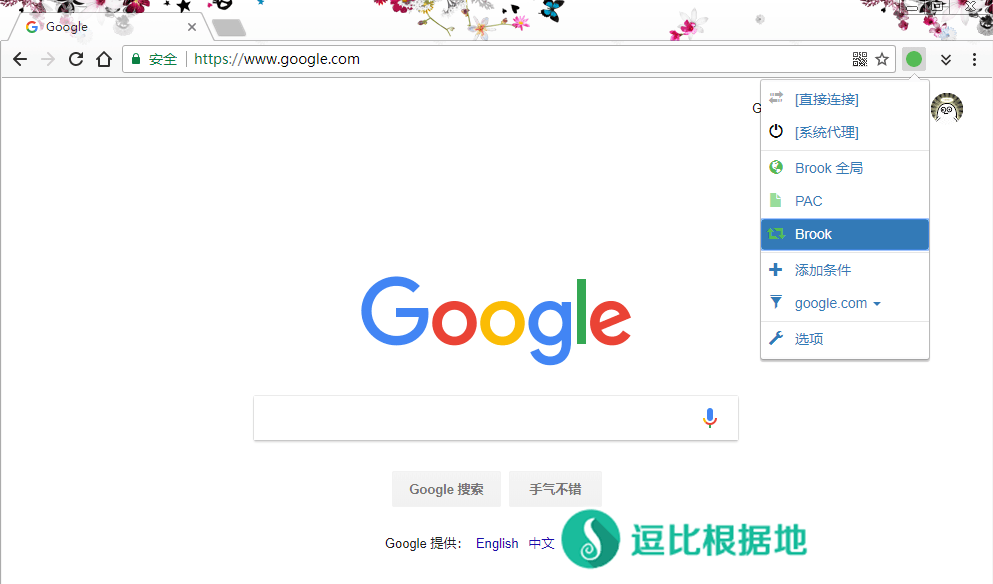 Google
安全
https://www.google.com
G
[直接连接]
[系统代理]
Brook 全局
PAC
Brook
添加条件
google.com
选项
Google
Google 搜索
手气不错
Google 提供：
English
中文
逗比根据地